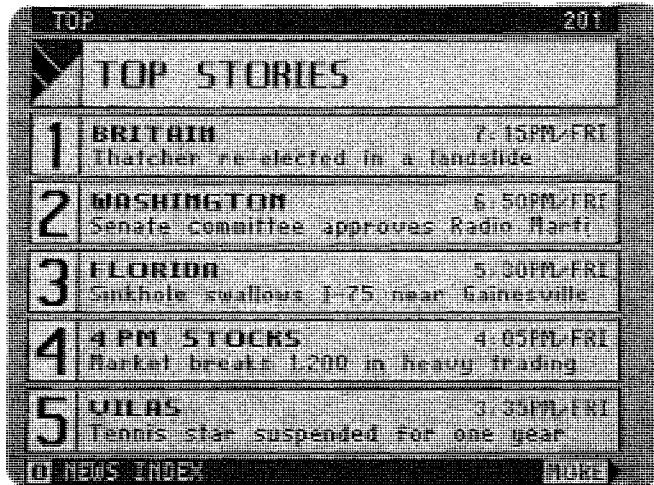 TOP 201
TOP STORIES
1 BRITAIN 7:15PM/FRI
Thatcher re-elected in a landslide
2 WASHINGTON 6:50PM/FRI
Senate committee approves Radio Marti
3 FLORIDA 5:30PM/FRI
Sinkhole swallows I-75 near Gainesville
4 4 PM STOCKS 4:05PM/FRI
Market breaks 1,200 in heavy trading
5 VILAS 3:35PM/FRI
Tennis star suspended for one year
0 NEWS INDEX MORE